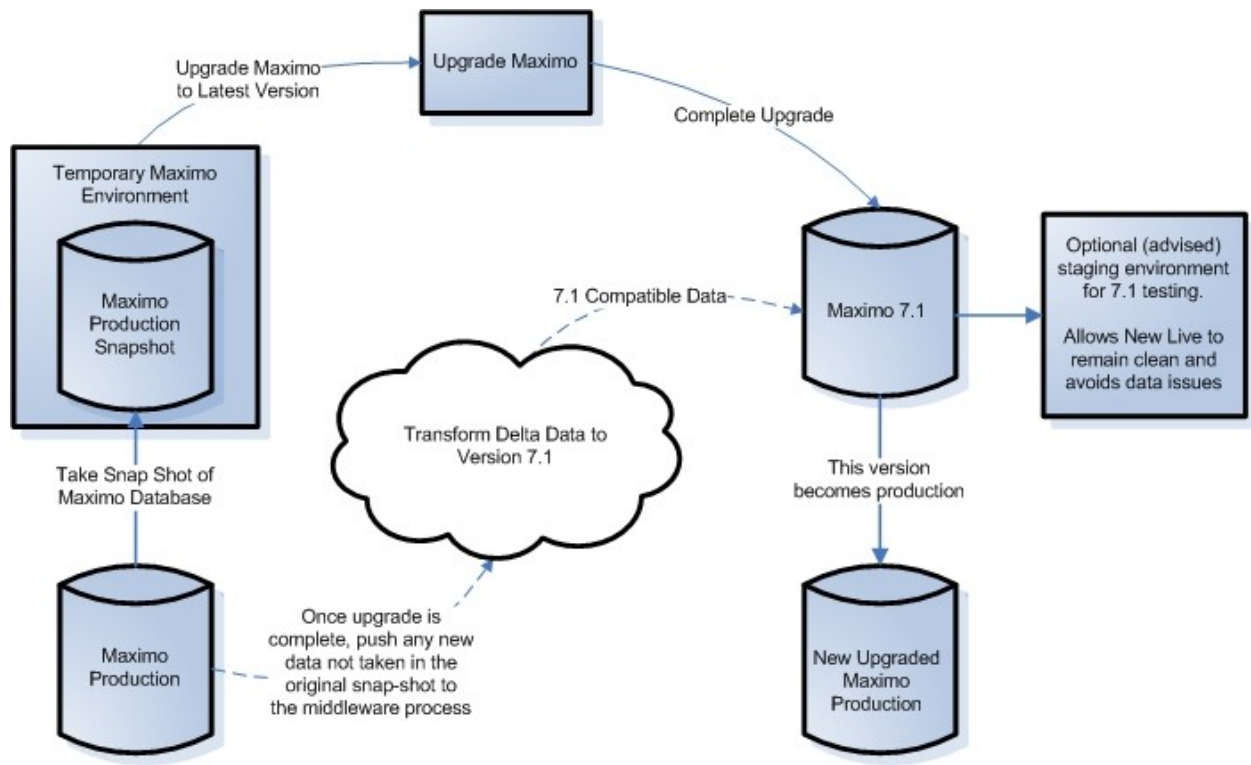 Upgrade Maximo
to Latest Version
Upgrade Maximo
Complete Upgrade
Temporary Maximo
Environment
Maximo
Production
Snapshot
7.1 Compatible Data
Maximo 7.1
Optional (advised)
staging environment
for 7.1 testing.
Allows New Live to
remain clean and
avoids data issues
Transform Delta Data to
Version 7.1
Take Snap Shot of
Maximo Database
This version
becomes production
Maximo
Production
Once upgrade is
complete, push any new
data not taken in the
original snap-shot to
the middleware process
New Upgraded
Maximo
Production